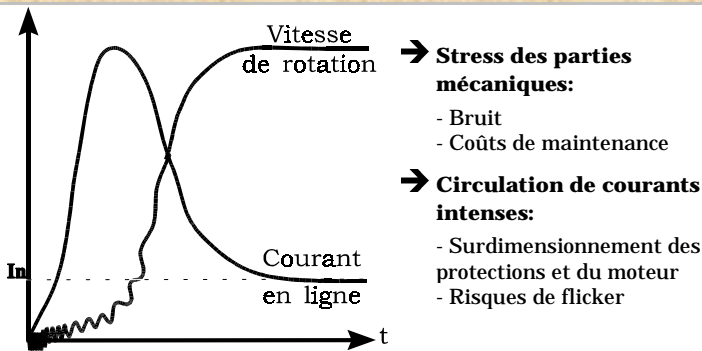 Vitesse
de rotation
In
Courant
en ligne
t
Stress des parties
mécaniques:
- Bruit
- Coûts de maintenance
Circulation de courants
intenses:
- Surdimensionnement des
protections et du moteur
- Risques de flicker